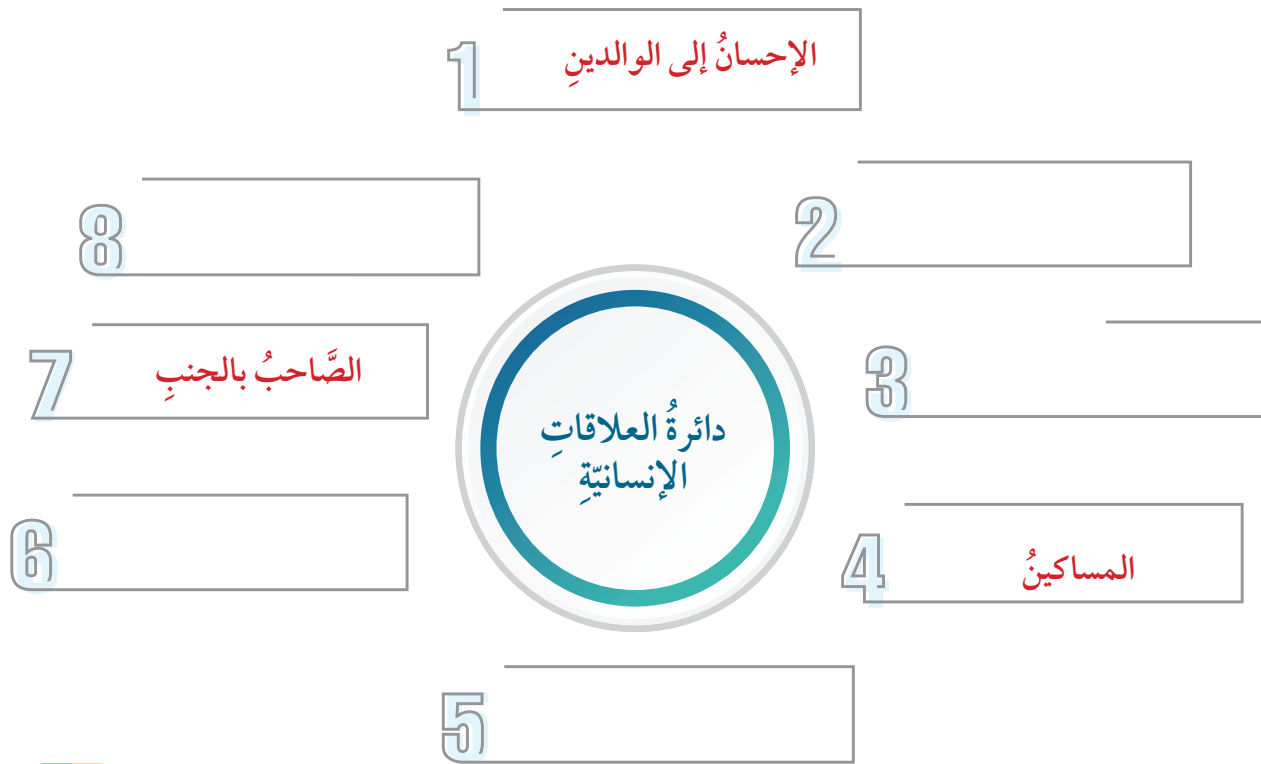 1
الإحسانُ إلى الوالدينِ
2
3
4
المساكينُ
5
6
7
الصَّاحبُ بالجنبِ
8
دائرةُ العلاقاتِ
الإنسانيّةِ